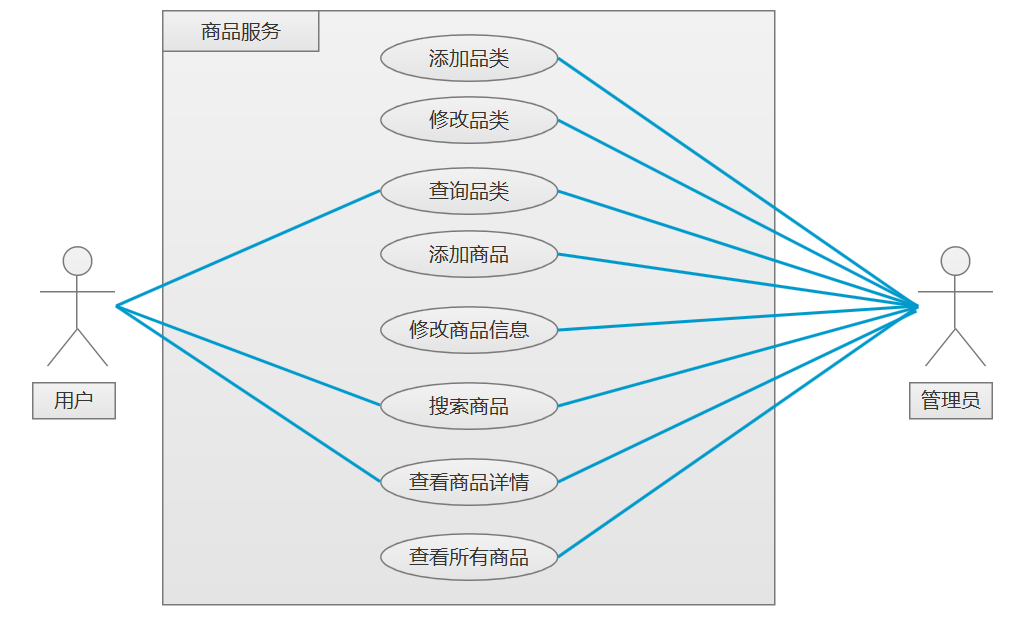 商品服务
添加品类
修改品类
查询品类
添加商品
修改商品信息
搜索商品
查看商品详情
查看所有商品
用户
管理员